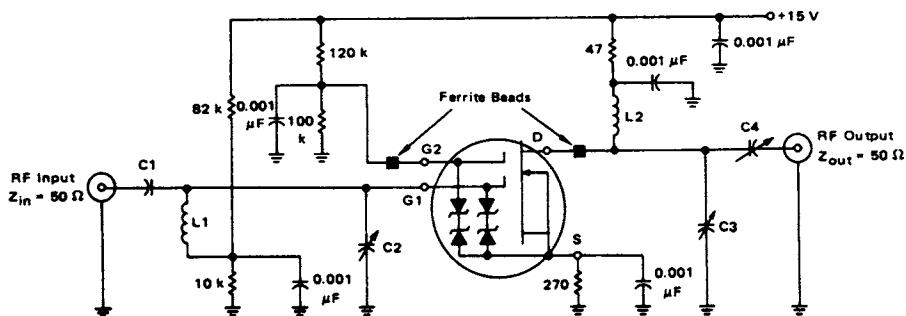 +15 V
120 k
47
0.001 μF
0.001 μF
82 k
0.001
μF
100
k
Ferrite Beads
L2
D
C4
RF Output
Zout = 50 Ω
G2
RF Input
Zin = 50 Ω
C1
G1
L1
C2
C3
S
10 k
0.001
μF
270
0.001
μF